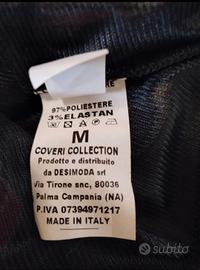 97% POLIESTERE
3% ELASTAN
M
COVERI COLLECTION
Prodotto e distribuito
da DESIMODA srl
Via Tirone snc, 80036
Palma Campania (NA)
P.IVA 07394971217
MADE IN ITALY
subito